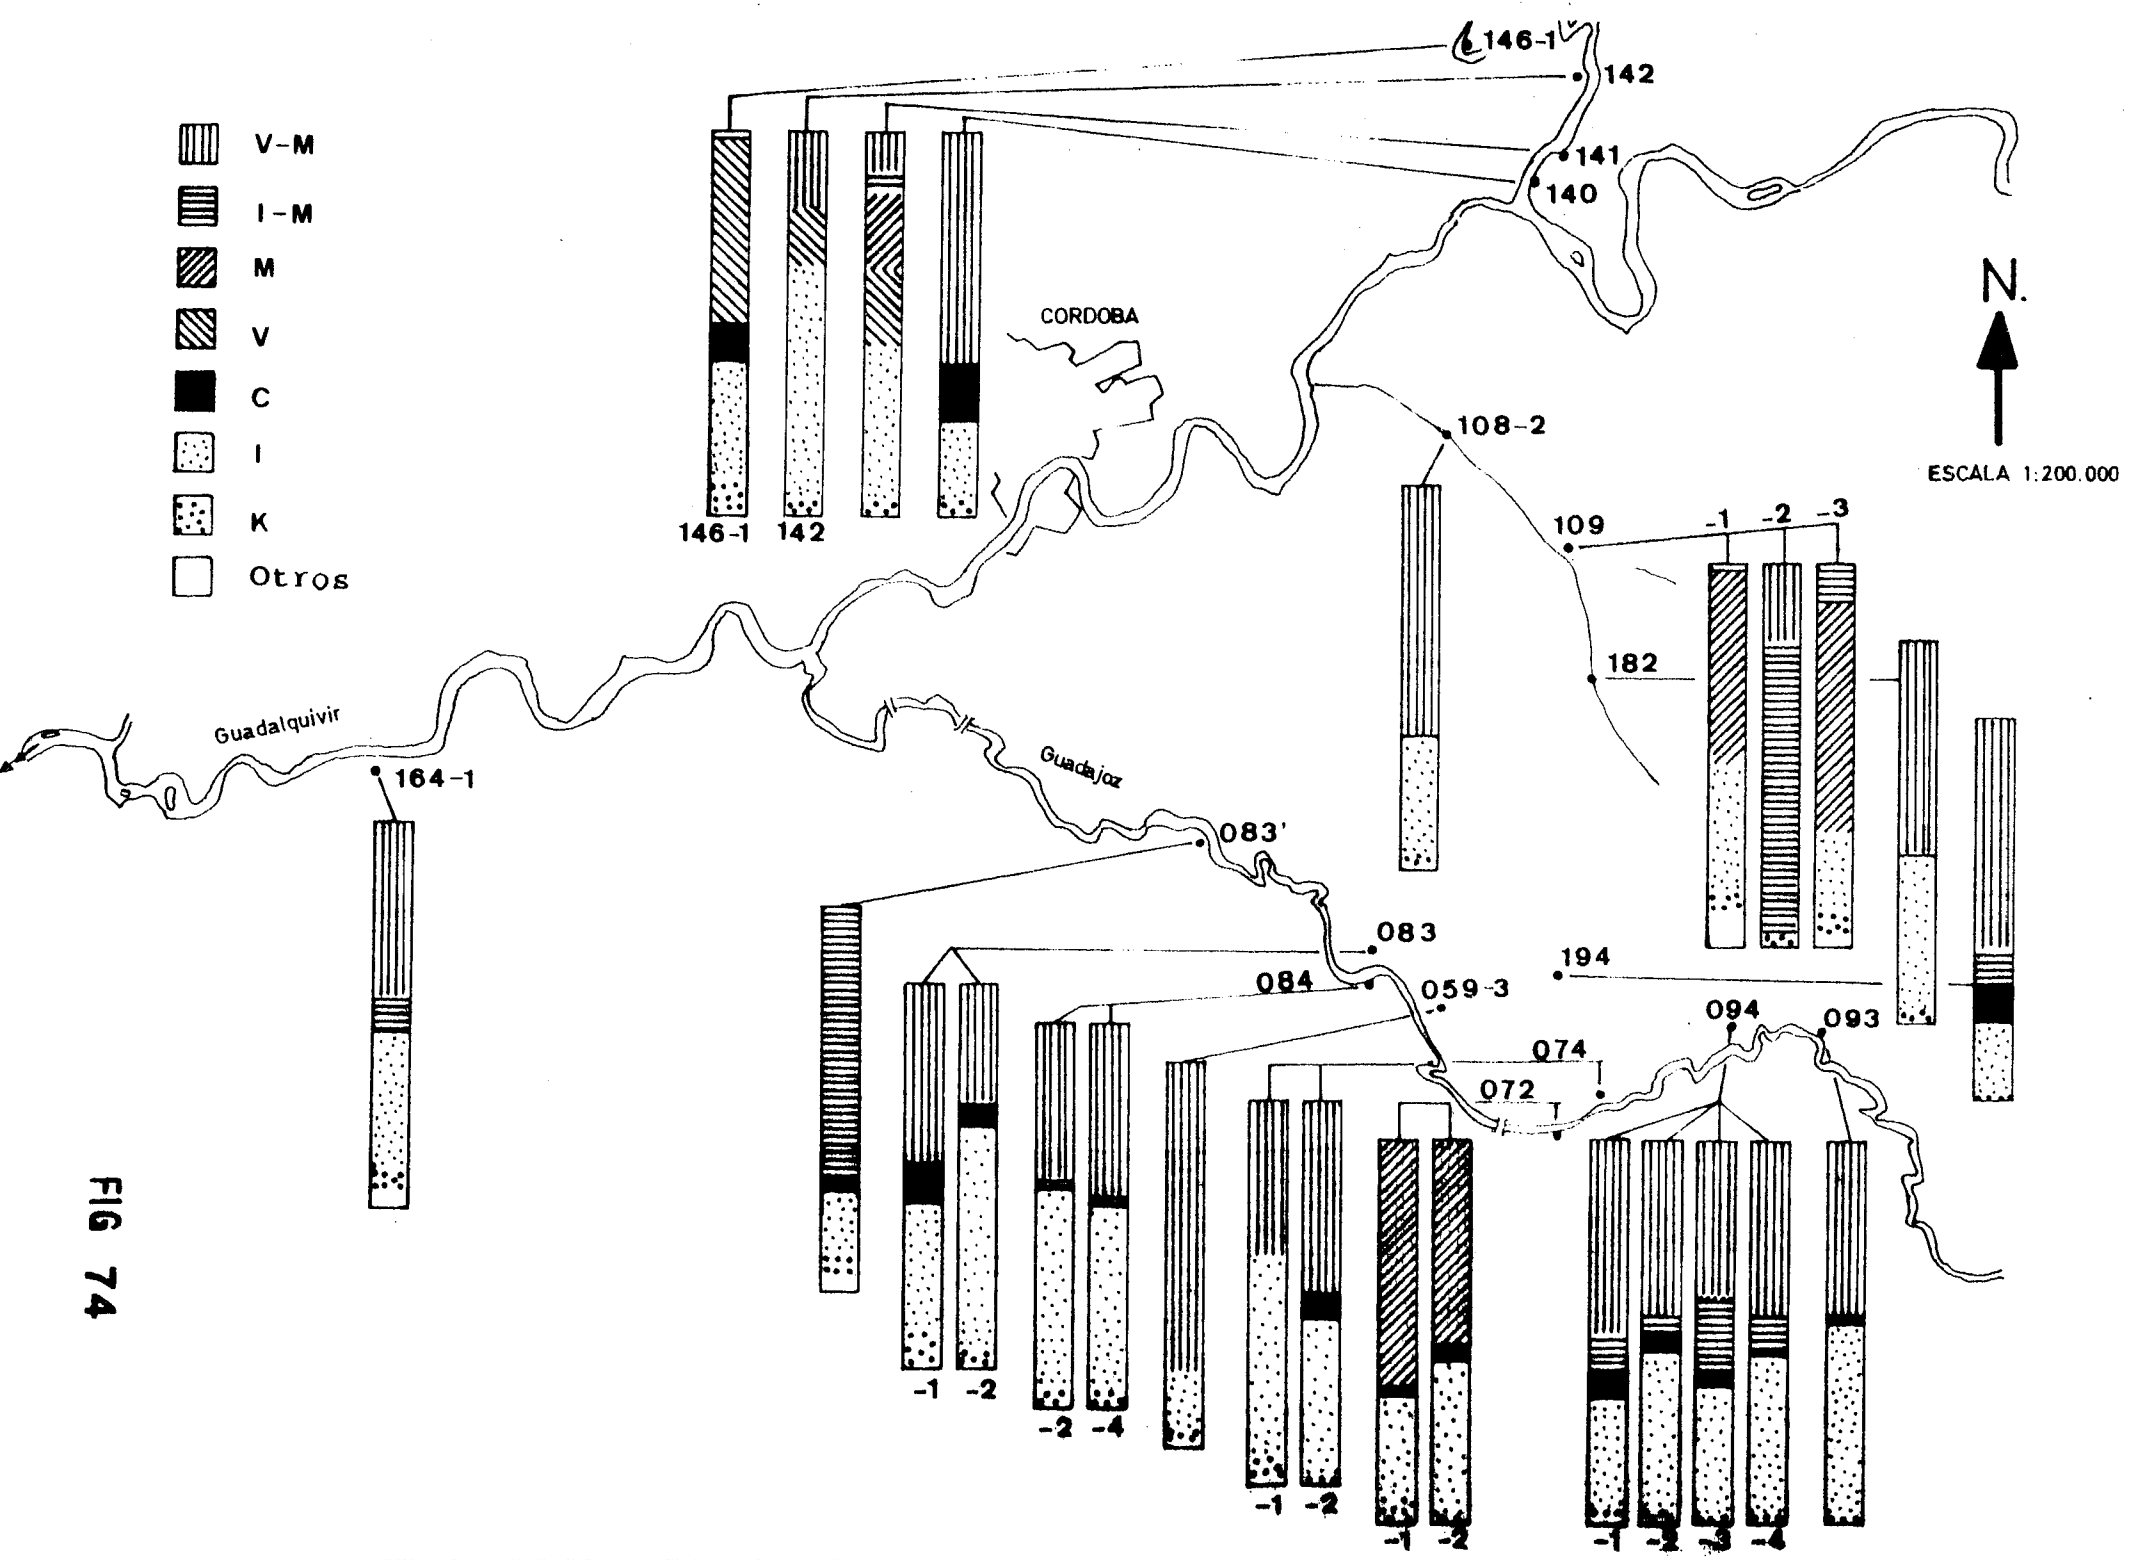 146-1
142
141
140
V-M
I-M
M
V
C
I
K
Otros
N.
CORDOBA
ESCALA 1:200.000
108-2
109
-1 -2 -3
146-1 142
182
Guadalquivir
164-1
Guadajoz
083'
083
084
059-3
194
094
093
074
072
-1 -2
-2 -4
-1 -2
-1 -2
-1 -2 -3 -4
FIG 74